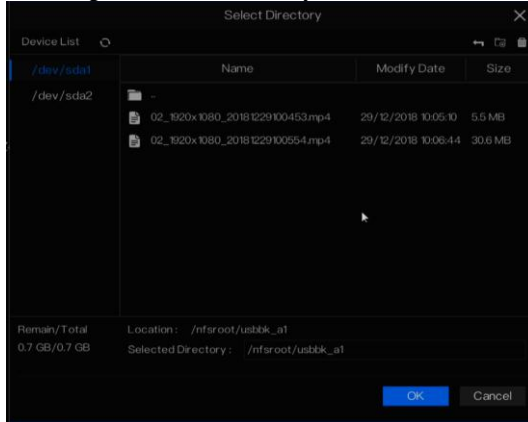 Select Directory
Device List
/dev/sda1
/dev/sda2
Name Modify Date Size
..
02_1920x1080_20181229100453.mp4 29/12/2018 10:05:10 5.5 MB
02_1920x1080_20181229100554.mp4 29/12/2018 10:06:44 30.6 MB
Remain/Total
0.7 GB/0.7 GB
Location : /nfsroot/usbbk_a1
Selected Directory : /nfsroot/usbbk_a1
OK Cancel